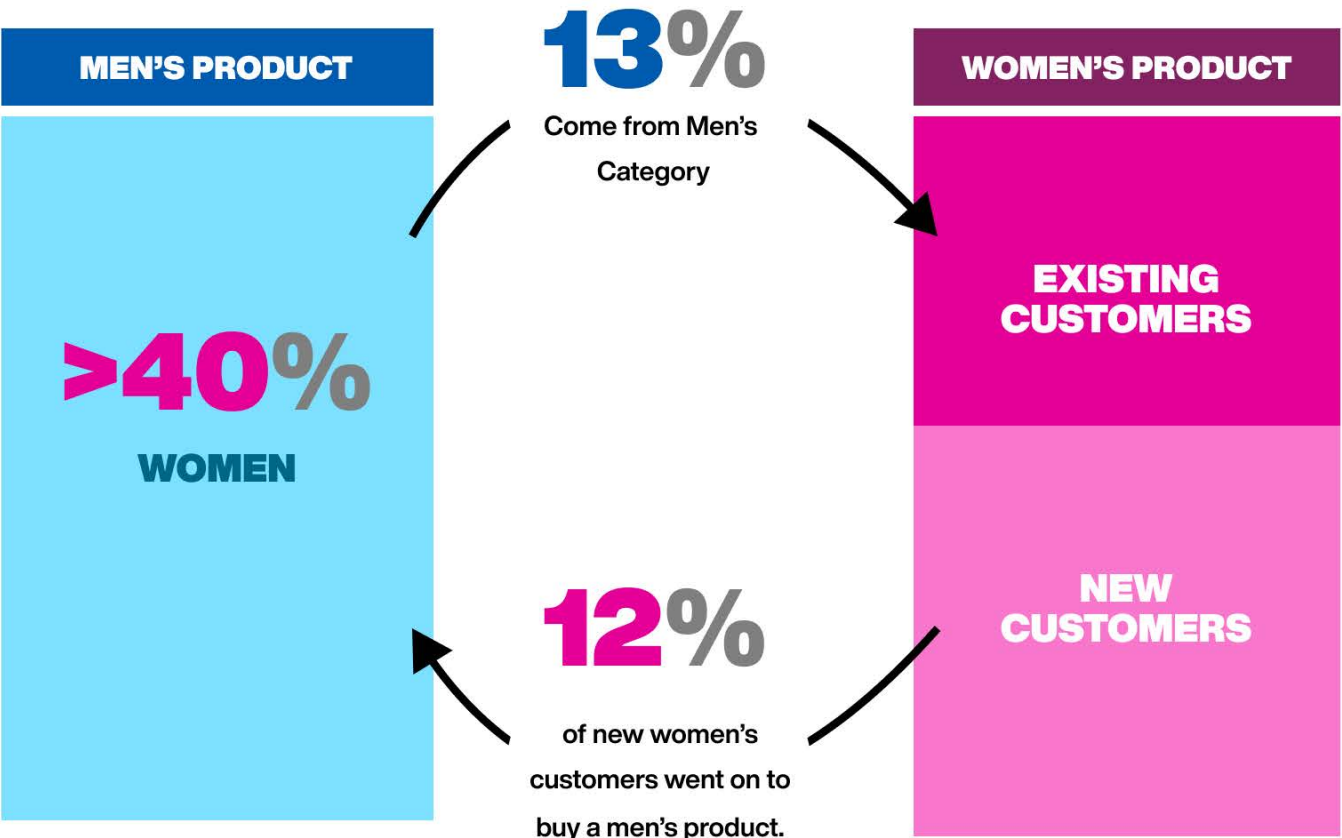 MEN’S PRODUCT
>40%
WOMEN
13%
Come from Men’s
Category
12%
of new women’s
customers went on to
buy a men’s product.
WOMEN’S PRODUCT
EXISTING
CUSTOMERS
NEW
CUSTOMERS